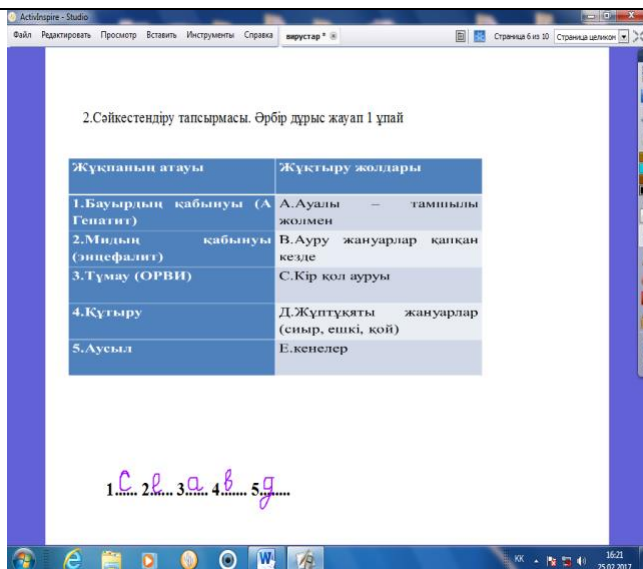 ActivInspire - Studio
Файл Редактировать Просмотр Вставить Инструменты Справка вирустар * Страница 6 из 10 Страница целиком
2.Сәйкестендіру тапсырмасы. Әрбір дұрыс жауап 1 ұпай
Жұқпаның атауы Жұқтыру жолдары
1.Бауырдың қабынуы (А Гепатит) А.Ауалы – тамшылы жолмен
2.Мидың қабынуы (энцефалит) В.Ауру жануарлар қапқан кезде
3.Тұмау (ОРВИ) С.Кір қол ауруы
4.Құтыру Д.Жұптұқяты жануарлар (сиыр, ешкі, қой)
5.Аусыл Е.кенелер
1...C... 2...e... 3...a... 4...в... 5...g...
KK 16:21
25.02.2017